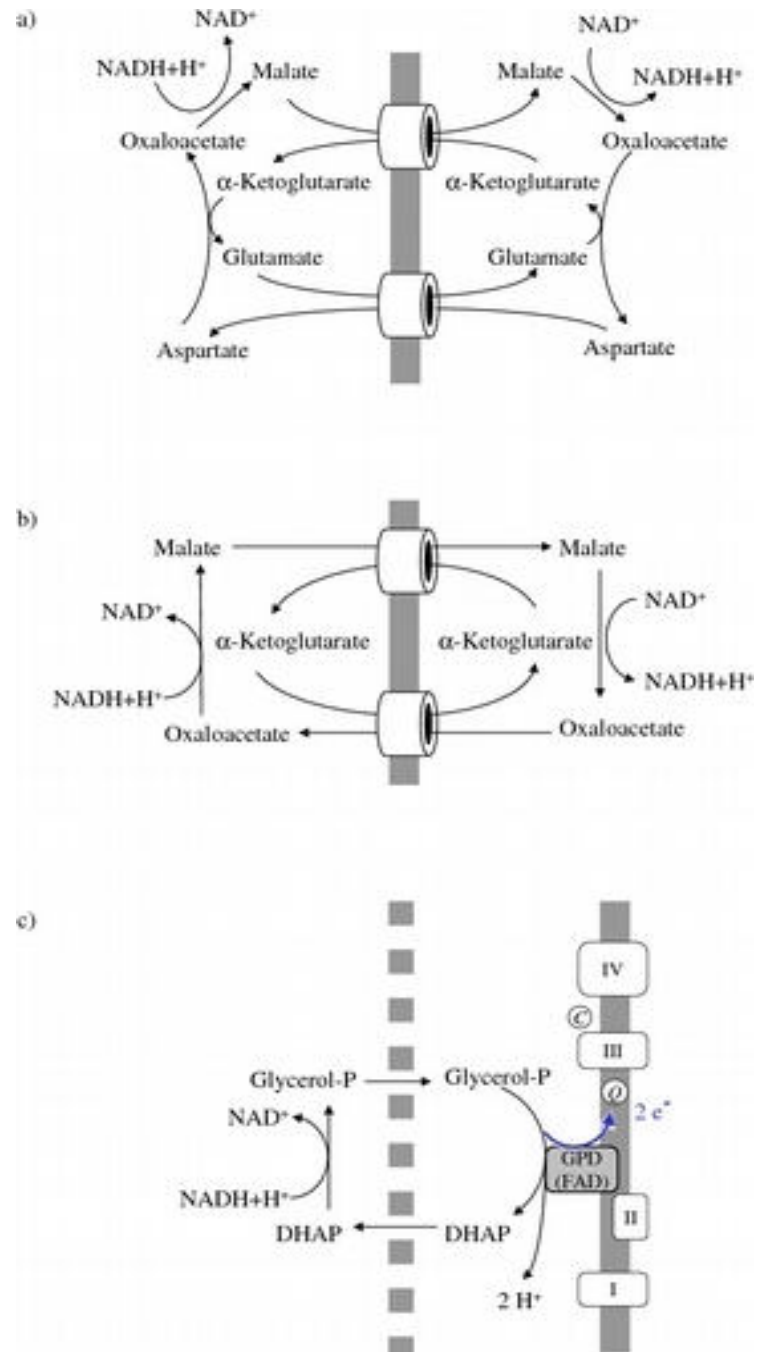 a)
NAD⁺
NADH+H⁺
Malate
Oxaloacetate
α-Ketoglutarate
Glutamate
Aspartate
NAD⁺
Malate
NADH+H⁺
Oxaloacetate
α-Ketoglutarate
Glutamate
Aspartate
b)
Malate
NAD⁺
α-Ketoglutarate
NADH+H⁺
Oxaloacetate
Malate
NAD⁺
α-Ketoglutarate
NADH+H⁺
Oxaloacetate
c)
IV
C
III
Glycerol-P
Glycerol-P
Q
2 e⁻
NAD⁺
GPD
(FAD)
NADH+H⁺
II
DHAP
DHAP
I
2 H⁺